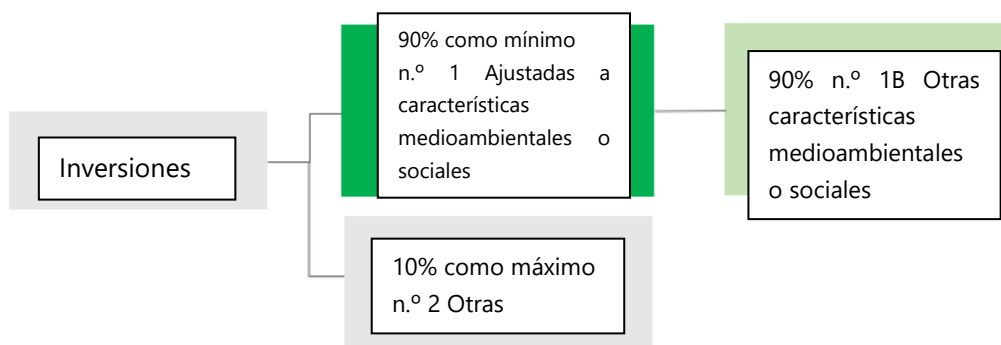 Inversiones
90% como mínimo
n.º 1 Ajustadas a
características
medioambientales o
sociales
90% n.º 1B Otras
características
medioambientales
o sociales
10% como máximo
n.º 2 Otras